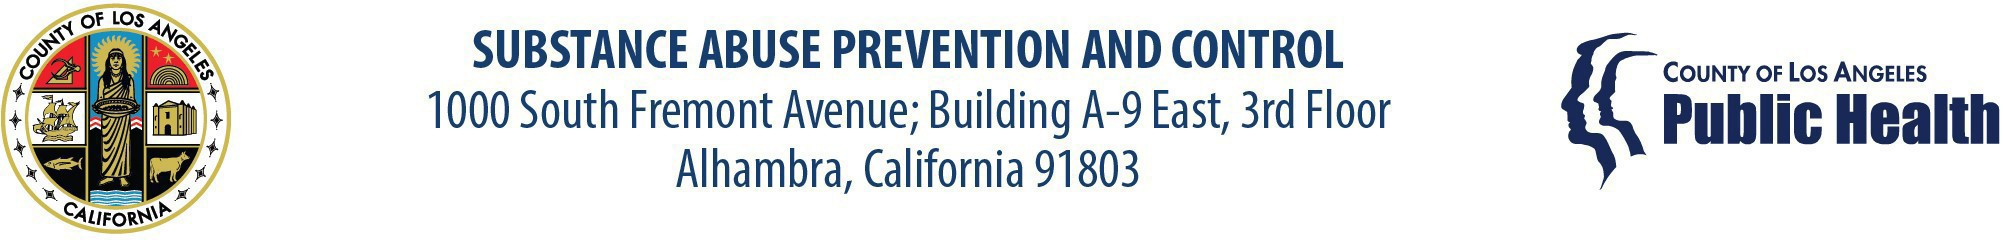 COUNTY OF LOS ANGELES
CALIFORNIA
SUBSTANCE ABUSE PREVENTION AND CONTROL
1000 South Fremont Avenue; Building A-9 East, 3rd Floor
Alhambra, California 91803
COUNTY OF LOS ANGELES
Public Health